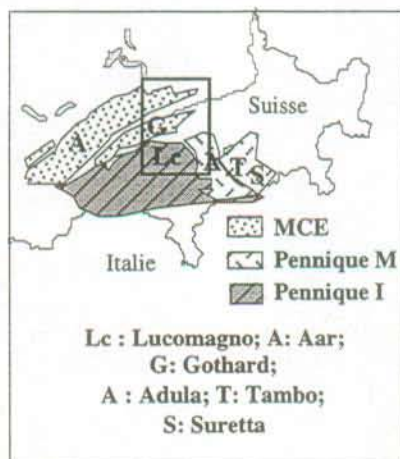 Suisse
A
G
Lc
A T S
Italie
MCE
Pennique M
Pennique I
Lc : Lucomagno; A: Aar;
G: Gothard;
A : Adula; T: Tambo;
S: Suretta